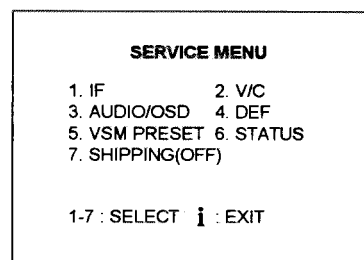 SERVICE MENU
1. IF 2. V/C
3. AUDIO/OSD 4. DEF
5. VSM PRESET 6. STATUS
7. SHIPPING(OFF)
1-7 : SELECT i : EXIT